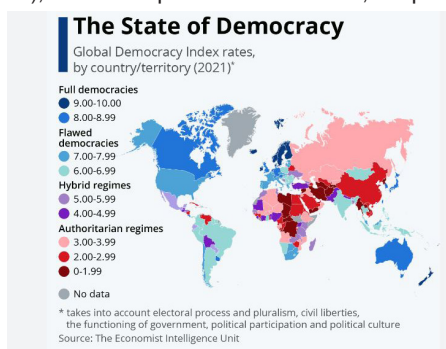 The State of Democracy
Global Democracy Index rates,
by country/territory (2021)*
Full democracies
9.00-10.00
8.00-8.99
Flawed
democracies
7.00-7.99
6.00-6.99
Hybrid regimes
5.00-5.99
4.00-4.99
Authoritarian regimes
3.00-3.99
2.00-2.99
0-1.99
No data
* takes into account electoral process and pluralism, civil liberties,
the functioning of government, political participation and political culture
Source: The Economist Intelligence Unit